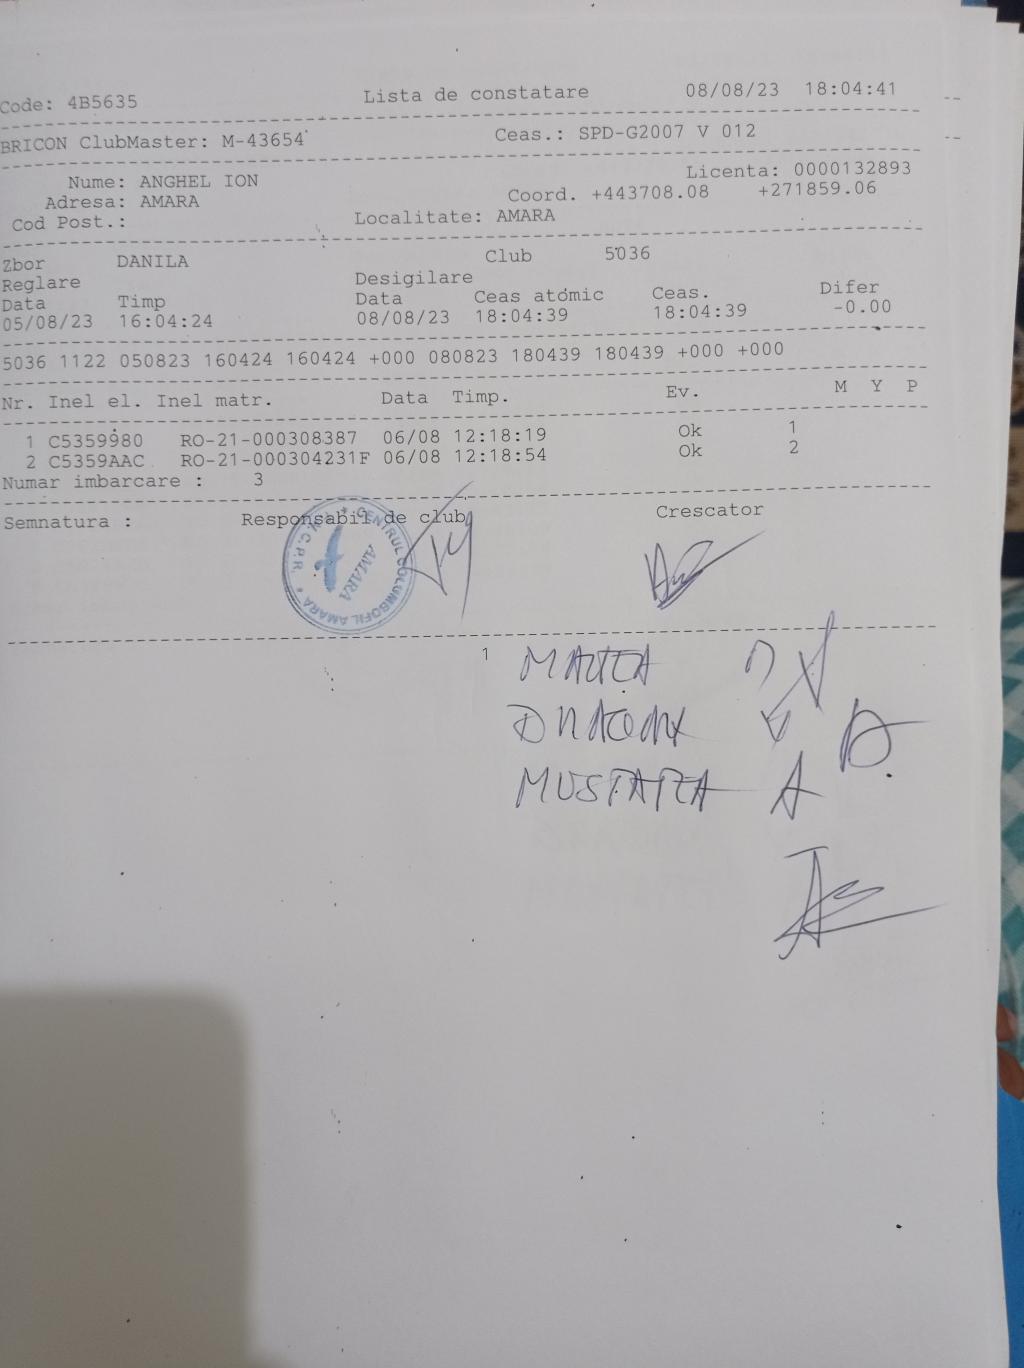 Code: 4B5635 Lista de constatare 08/08/23 18:04:41
BRICON ClubMaster: M-43654 Ceas.: SPD-G2007 V 012
Nume: ANGHEL ION Licenta: 0000132893
Adresa: AMARA Coord. +443708.08 +271859.06
Cod Post.: Localitate: AMARA
Zbor DANILA Club 5036
Reglare Desigilare
Data Timp Data Ceas atomic Ceas. Difer
05/08/23 16:04:24 08/08/23 18:04:39 18:04:39 -0.00
5036 1122 050823 160424 160424 +000 080823 180439 180439 +000 +000
Nr. Inel el. Inel matr. Data Timp. Ev. M Y P
1 C5359980 RO-21-000308387 06/08 12:18:19 Ok 1
2 C5359AAC RO-21-000304231F 06/08 12:18:54 Ok 2
Numar imbarcare : 3
Semnatura : Responsabil de club Crescator
CENTRUL COLUMBOFIL AMARA
AMARA
1
MUSTATEA A